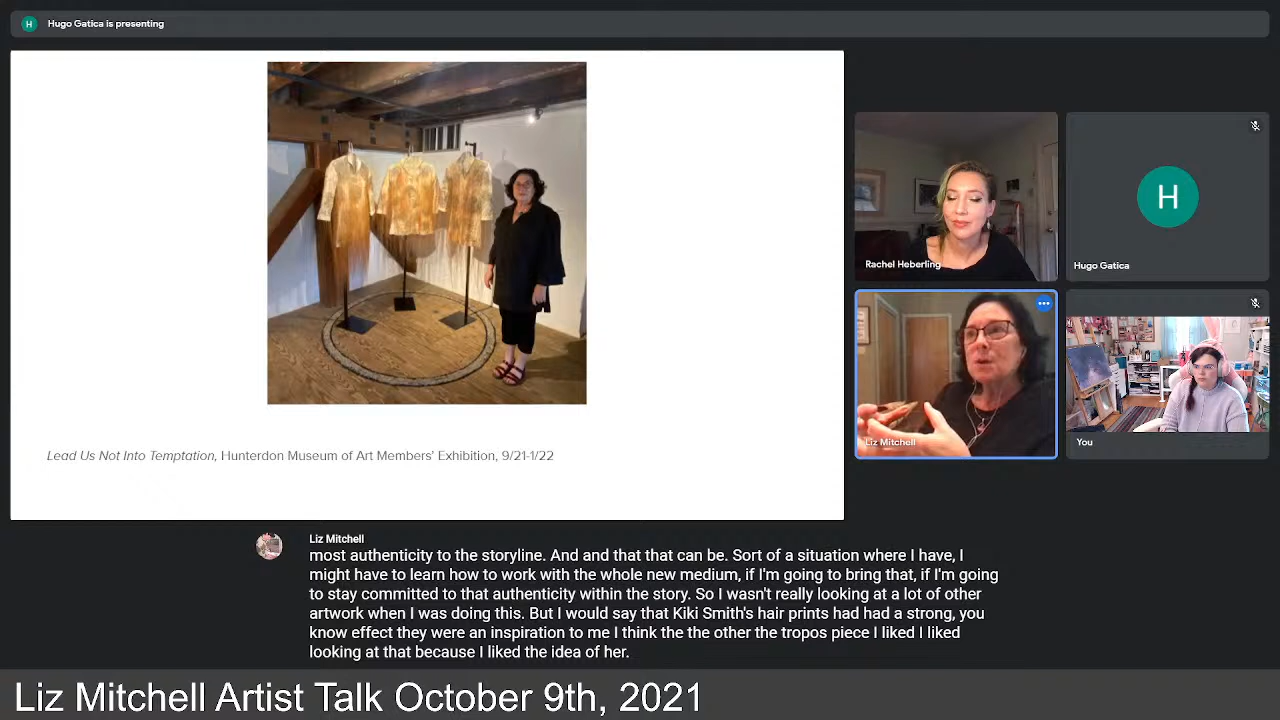 H
Hugo Gatica is presenting
Lead Us Not Into Temptation, Hunterdon Museum of Art Members' Exhibition, 9/21-1/22
Rachel Heberling
H
Hugo Gatica
Liz Mitchell
You
Liz Mitchell
most authenticity to the storyline. And and that that can be. Sort of a situation where I have, I
might have to learn how to work with the whole new medium, if I'm going to bring that, if I'm going
to stay committed to that authenticity within the story. So I wasn't really looking at a lot of other
artwork when I was doing this. But I would say that Kiki Smith's hair prints had had a strong, you
know effect they were an inspiration to me I think the the other the tropos piece I liked I liked
looking at that because I liked the idea of her.
Liz Mitchell Artist Talk October 9th, 2021